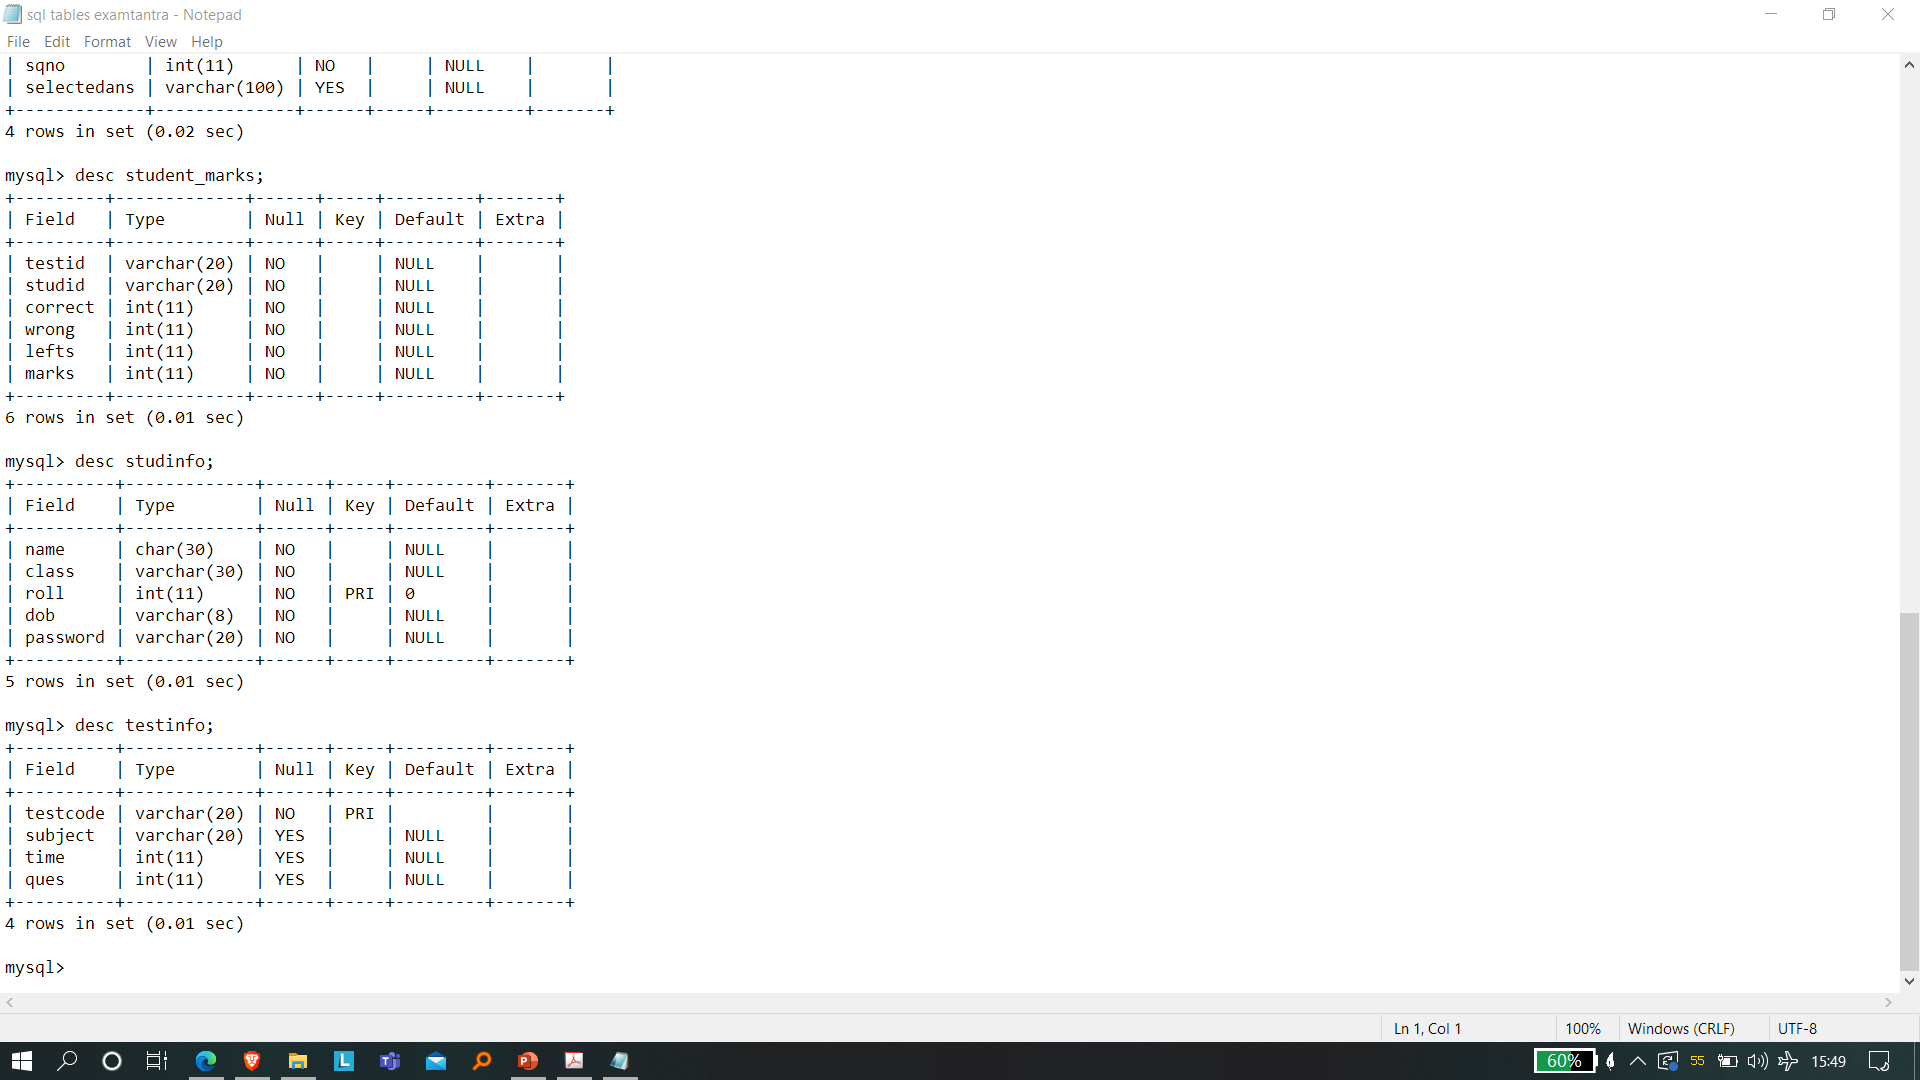 sql tables examtantra - Notepad
File Edit Format View Help
| sqno        | int(11)      | NO   |     | NULL    |       |
| selectedans | varchar(100) | YES  |     | NULL    |       |
+-------------+--------------+------+-----+---------+-------+
4 rows in set (0.02 sec)
mysql> desc student_marks;
+---------+-------------+------+-----+---------+-------+
| Field   | Type        | Null | Key | Default | Extra |
+---------+-------------+------+-----+---------+-------+
| testid  | varchar(20) | NO   |     | NULL    |       |
| studid  | varchar(20) | NO   |     | NULL    |       |
| correct | int(11)     | NO   |     | NULL    |       |
| wrong   | int(11)     | NO   |     | NULL    |       |
| lefts   | int(11)     | NO   |     | NULL    |       |
| marks   | int(11)     | NO   |     | NULL    |       |
+---------+-------------+------+-----+---------+-------+
6 rows in set (0.01 sec)
mysql> desc studinfo;
+----------+-------------+------+-----+---------+-------+
| Field    | Type        | Null | Key | Default | Extra |
+----------+-------------+------+-----+---------+-------+
| name     | char(30)    | NO   |     | NULL    |       |
| class    | varchar(30) | NO   |     | NULL    |       |
| roll     | int(11)     | NO   | PRI | 0       |       |
| dob      | varchar(8)  | NO   |     | NULL    |       |
| password | varchar(20) | NO   |     | NULL    |       |
+----------+-------------+------+-----+---------+-------+
5 rows in set (0.01 sec)
mysql> desc testinfo;
+----------+-------------+------+-----+---------+-------+
| Field    | Type        | Null | Key | Default | Extra |
+----------+-------------+------+-----+---------+-------+
| testcode | varchar(20) | NO   | PRI |         |       |
| subject  | varchar(20) | YES  |     | NULL    |       |
| time     | int(11)     | YES  |     | NULL    |       |
| ques     | int(11)     | YES  |     | NULL    |       |
+----------+-------------+------+-----+---------+-------+
4 rows in set (0.01 sec)
mysql>
Ln 1, Col 1 100% Windows (CRLF) UTF-8
L 60% 55 15:49